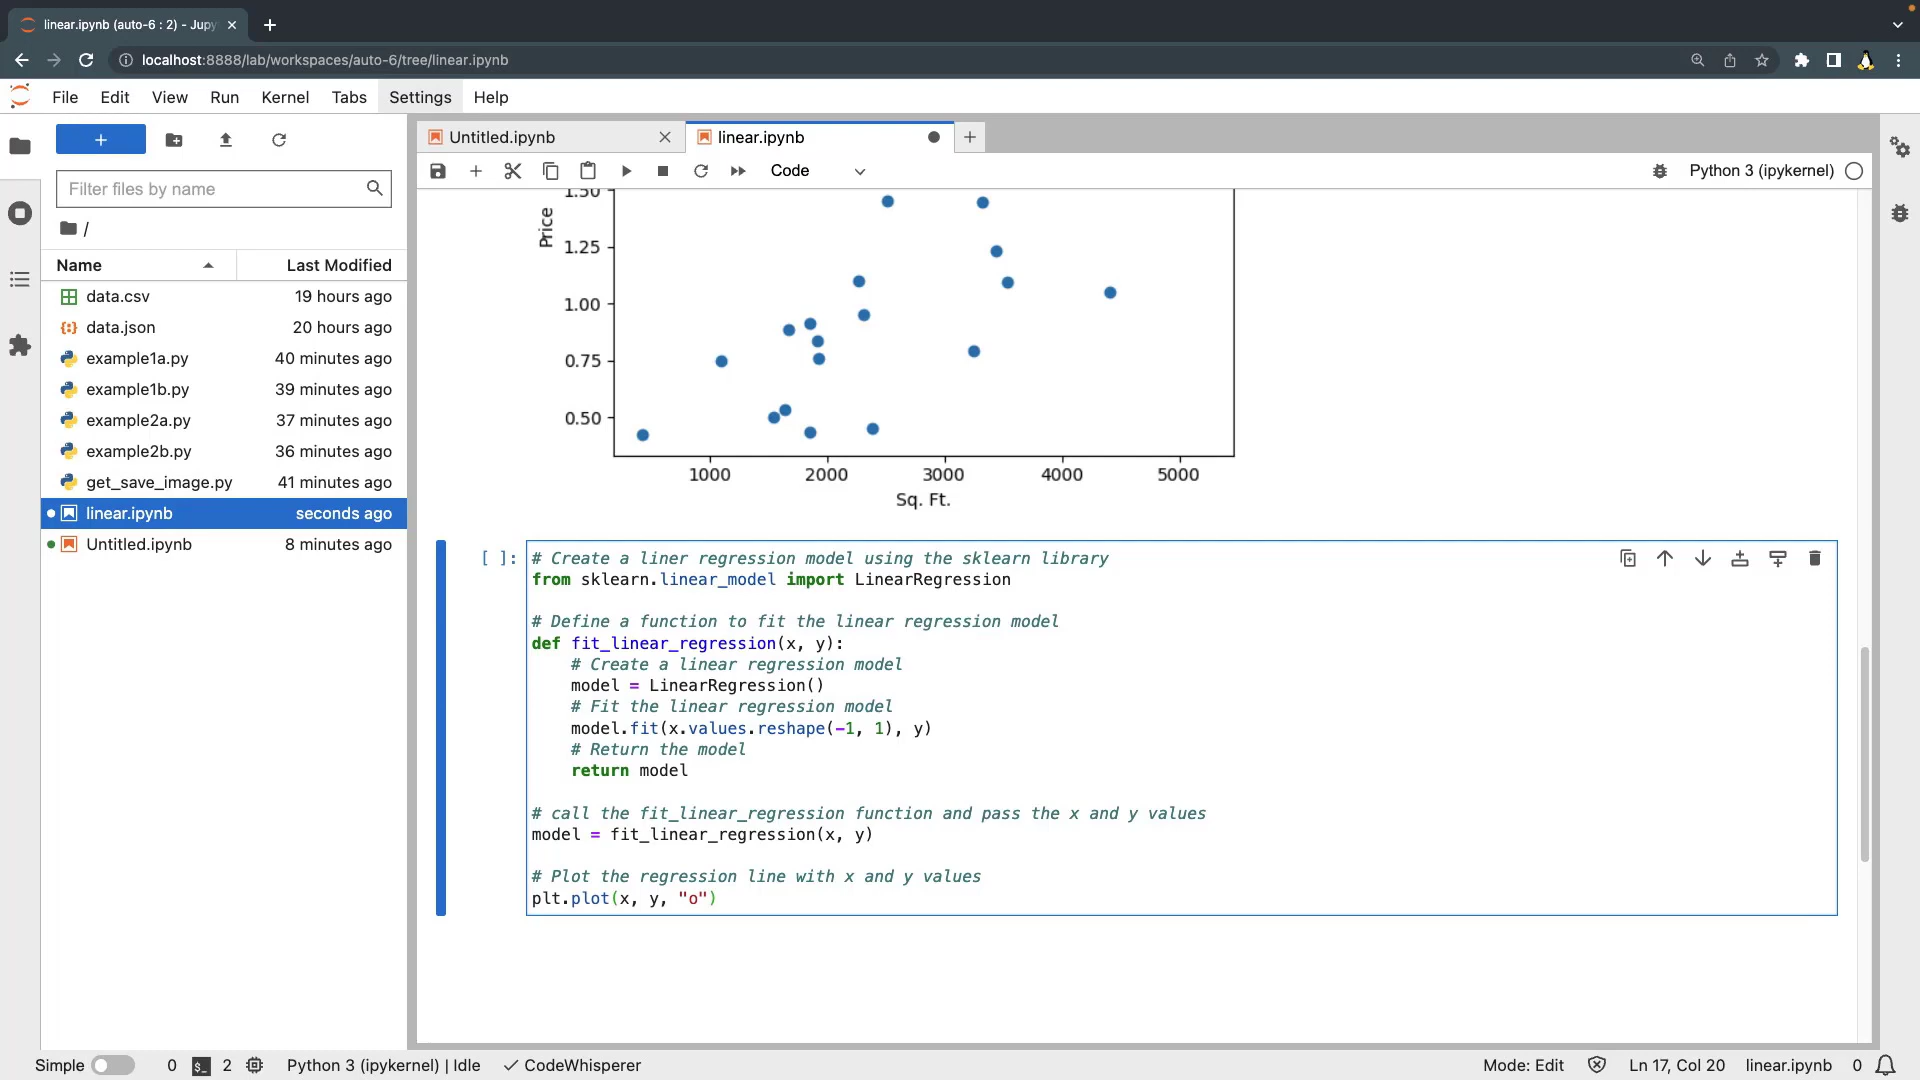 linear.ipynb (auto-6 : 2) - Jupy
localhost:8888/lab/workspaces/auto-6/tree/linear.ipynb
File Edit View Run Kernel Tabs Settings Help
Untitled.ipynb
linear.ipynb
Code
Python 3 (ipykernel)
Filter files by name
/
Name Last Modified
data.csv 19 hours ago
data.json 20 hours ago
example1a.py 40 minutes ago
example1b.py 39 minutes ago
example2a.py 37 minutes ago
example2b.py 36 minutes ago
get_save_image.py 41 minutes ago
linear.ipynb seconds ago
Untitled.ipynb 8 minutes ago
Price
1.50
1.25
1.00
0.75
0.50
1000 2000 3000 4000 5000
Sq. Ft.
[ ]:
# Create a liner regression model using the sklearn library
from sklearn.linear_model import LinearRegression
# Define a function to fit the linear regression model
def fit_linear_regression(x, y):
# Create a linear regression model
model = LinearRegression()
# Fit the linear regression model
model.fit(x.values.reshape(-1, 1), y)
# Return the model
return model
# call the fit_linear_regression function and pass the x and y values
model = fit_linear_regression(x, y)
# Plot the regression line with x and y values
plt.plot(x, y, "o")
Simple 0 $_ 2 Python 3 (ipykernel) | Idle ✓ CodeWhisperer
Mode: Edit Ln 17, Col 20 linear.ipynb 0